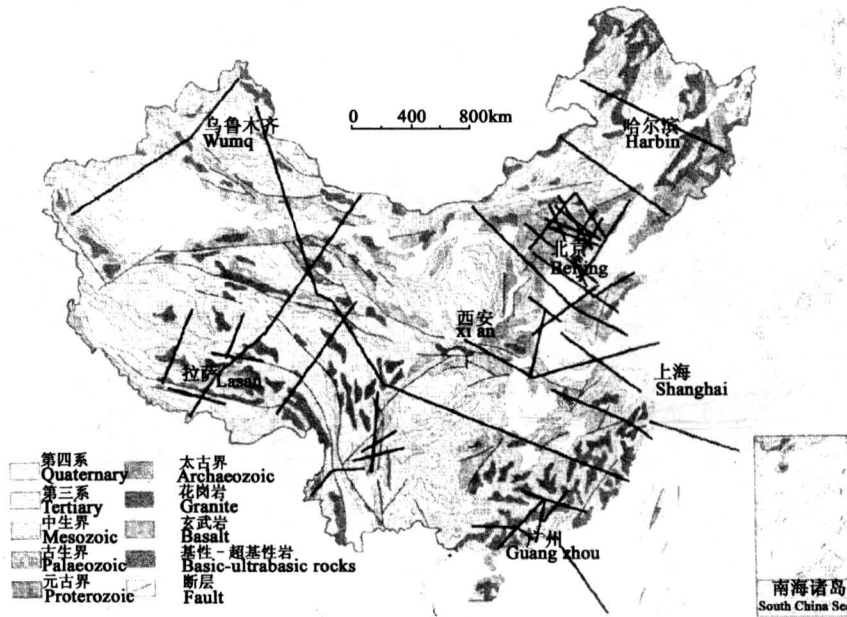 乌鲁木齐
Wumq
0 400 800km
哈尔滨
Harbin
北京
Beijing
西安
xi an
上海
Shanghai
拉萨
Lasan
广州
Guang zhou
第四系
Quaternary
第三系
Tertiary
中生界
Mesozoic
古生界
Palaeozoic
元古界
Proterozoic
太古界
Archaeozoic
花岗岩
Granite
玄武岩
Basalt
基性-超基性岩
Basic-ultrabasic rocks
断层
Fault
南海诸岛
South China Sea